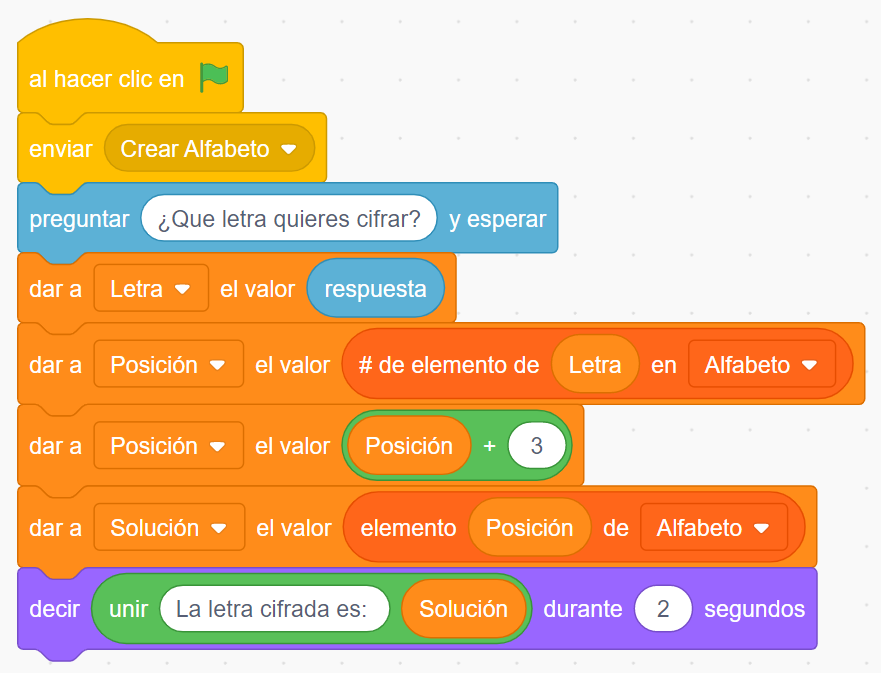 al hacer clic en
enviar Crear Alfabeto
preguntar ¿Que letra quieres cifrar? y esperar
dar a Letra el valor respuesta
dar a Posición el valor # de elemento de Letra en Alfabeto
dar a Posición el valor Posición + 3
dar a Solución el valor elemento Posición de Alfabeto
decir unir La letra cifrada es: Solución durante 2 segundos